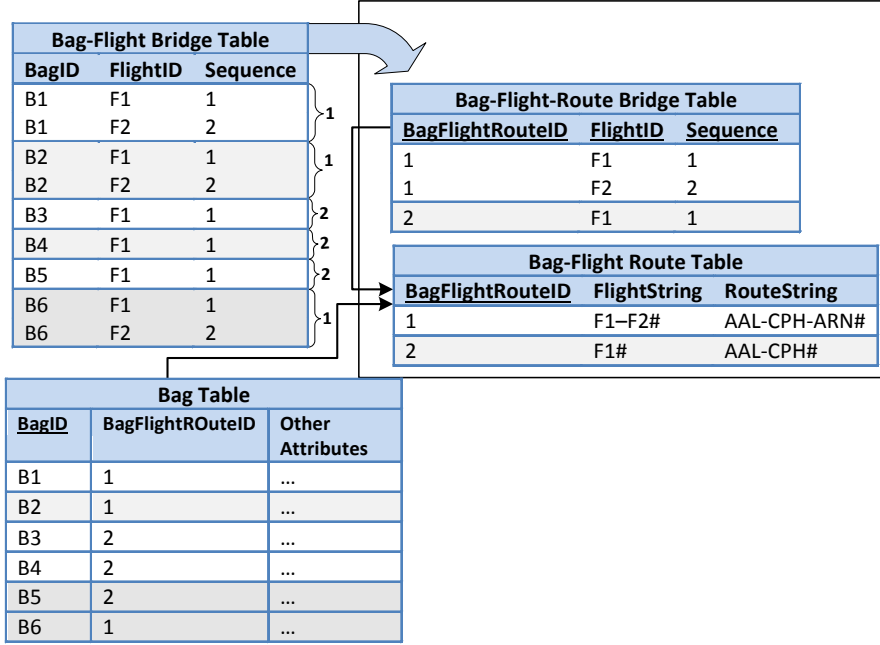 Bag-Flight Bridge Table
BagID FlightID Sequence
B1 F1 1
B1 F2 2
1
B2 F1 1
B2 F2 2
1
B3 F1 1
2
B4 F1 1
2
B5 F1 1
2
B6 F1 1
B6 F2 2
1
Bag-Flight-Route Bridge Table
BagFlightRouteID FlightID Sequence
1 F1 1
1 F2 2
2 F1 1
Bag-Flight Route Table
BagFlightRouteID FlightString RouteString
1 F1–F2# AAL-CPH-ARN#
2 F1# AAL-CPH#
Bag Table
BagID BagFlightROuteID Other
Attributes
B1 1 ...
B2 1 ...
B3 2 ...
B4 2 ...
B5 2 ...
B6 1 ...